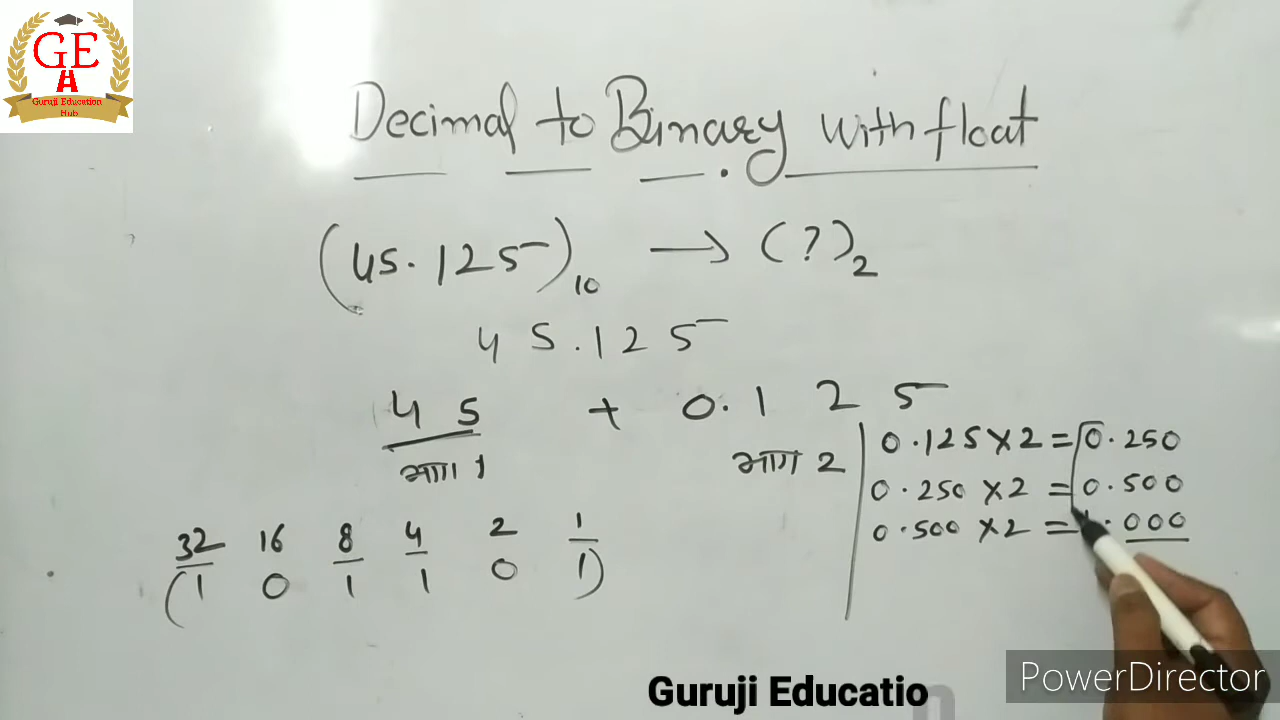 GE
Guruji Education
Hub
Decimal to Binary with float
(45.125)10 → (?)2
45.125
45 + 0.125
भाग 1
भाग 2
0.125×2=0.250
0.250×2=0.500
0.500×2=1.000
32 16 8 4 2 1
(1 0 1 1 0 1)
Guruji Educatio
PowerDirector